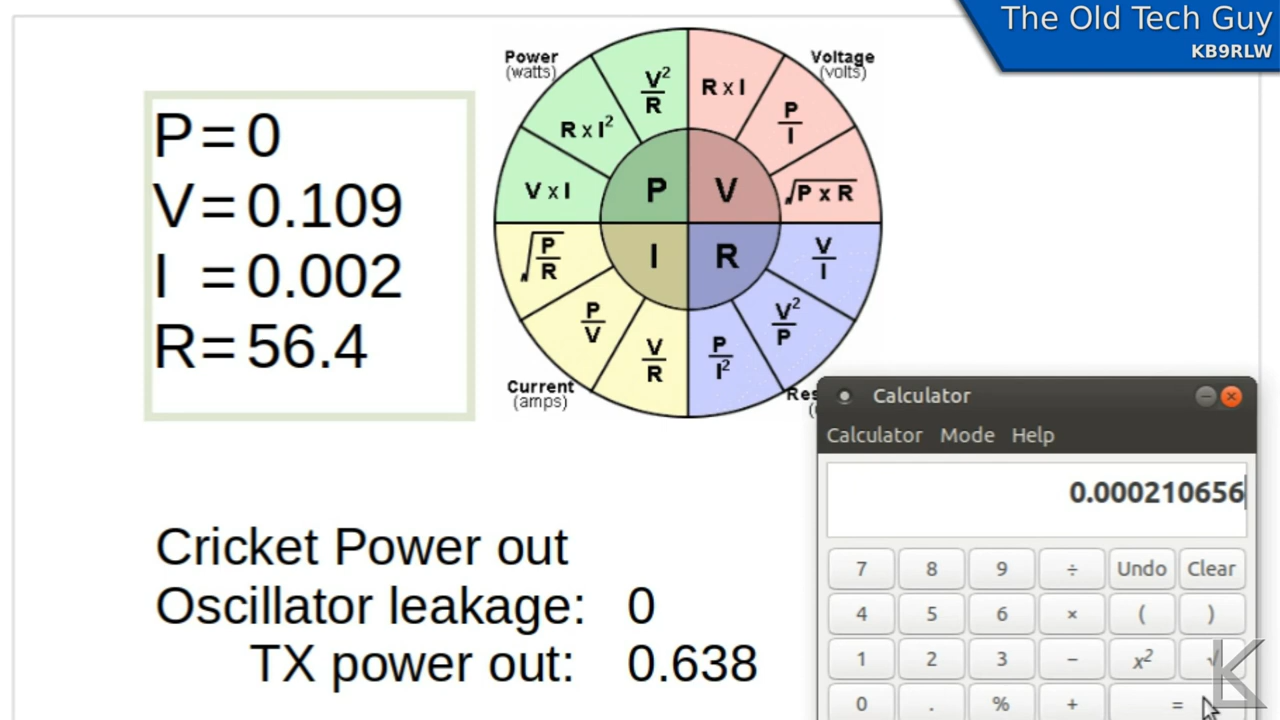 The Old Tech Guy
KB9RLW
P = 0
V = 0.109
I = 0.002
R = 56.4
Power
(watts)
Voltage
(volts)
V²
R
R x I²
V x I
R x I
P
I
√P x R
P
V
I
R
√P
R
P
V
V
R
V
I
V²
P
P
I²
Current
(amps)
Calculator
Calculator Mode Help
0.000210656
7 8 9 ÷ Undo Clear
4 5 6 × ( )
1 2 3 − x² √
0 . % + =
Cricket Power out
Oscillator leakage: 0
TX power out: 0.638